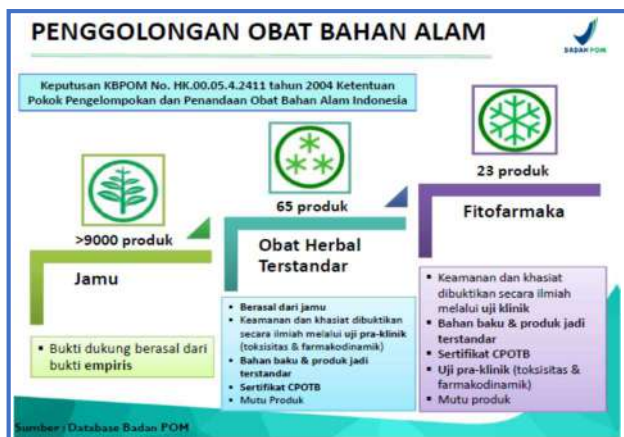 PENGGOLONGAN OBAT BAHAN ALAM
BADAN POM
Keputusan KBPOM No. HK.00.05.4.2411 tahun 2004 Ketentuan
Pokok Pengelompokan dan Penandaan Obat Bahan Alam Indonesia
>9000 produk
Jamu
• Bukti dukung berasal dari
bukti empiris
65 produk
Obat Herbal
Terstandar
• Berasal dari jamu
• Keamanan dan khasiat dibuktikan
secara ilmiah melalui uji pra-klinik
(toksisitas & farmakodinamik)
• Bahan baku & produk jadi
terstandar
• Sertifikat CPOTB
• Mutu Produk
23 produk
Fitofarmaka
• Keamanan dan khasiat
dibuktikan secara ilmiah
melalui uji klinik
• Bahan baku & produk jadi
terstandar
• Sertifikat CPOTB
• Uji pra-klinik (toksisitas &
farmakodinamik)
• Mutu produk
Sumber : Database Badan POM